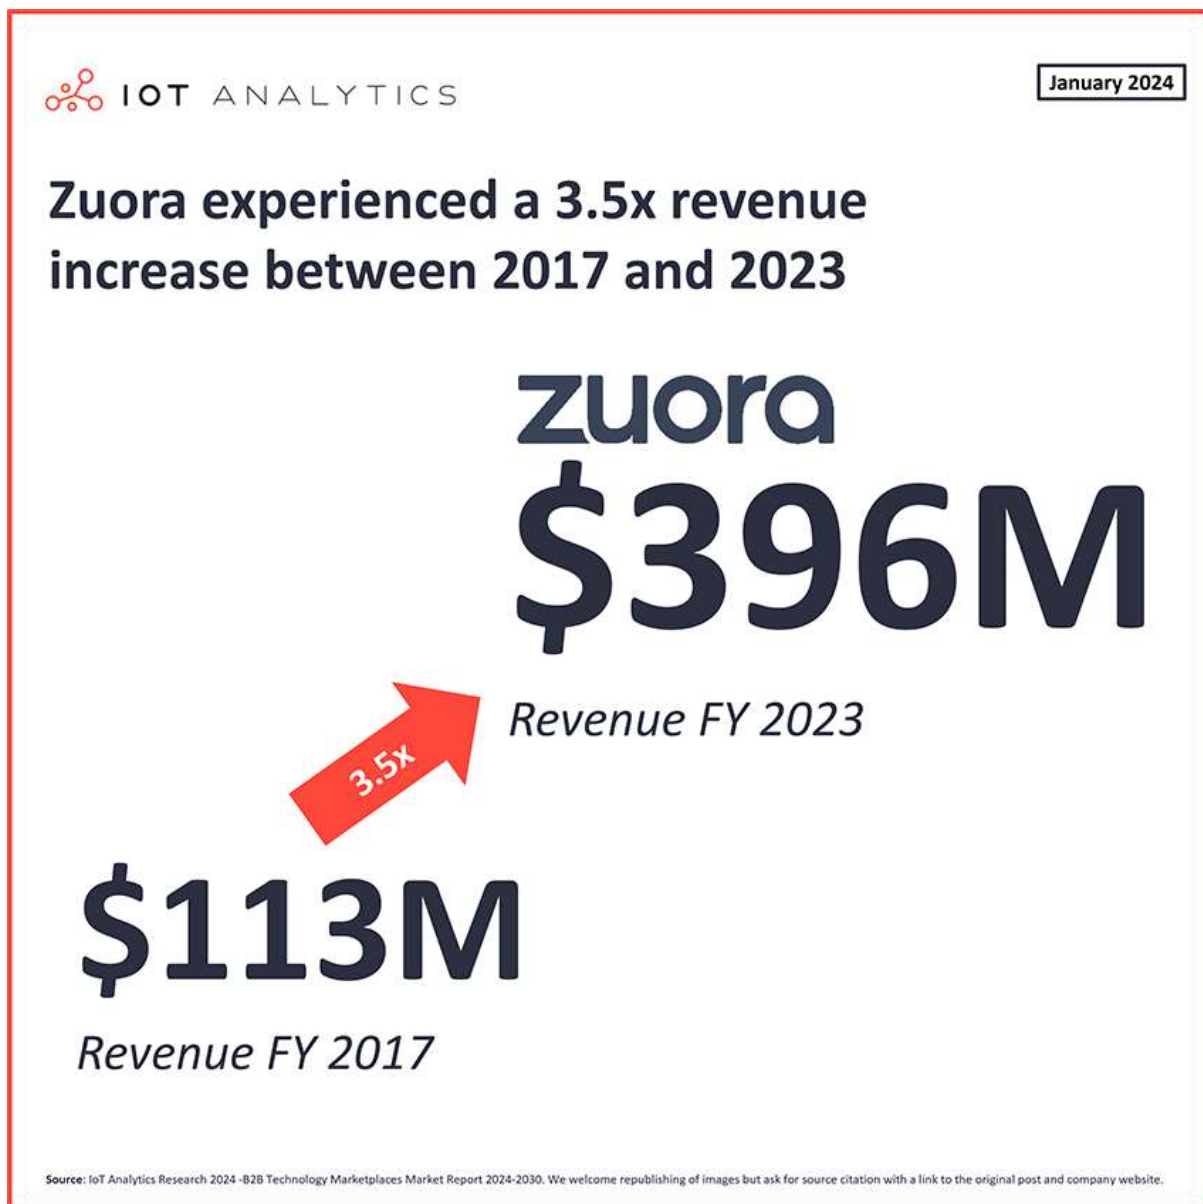 IOT ANALYTICS
January 2024
Zuora experienced a 3.5x revenue
increase between 2017 and 2023
zuora
$396M
Revenue FY 2023
3.5x
$113M
Revenue FY 2017
Source: IoT Analytics Research 2024 -B2B Technology Marketplaces Market Report 2024-2030. We welcome republishing of images but ask for source citation with a link to the original post and company website.